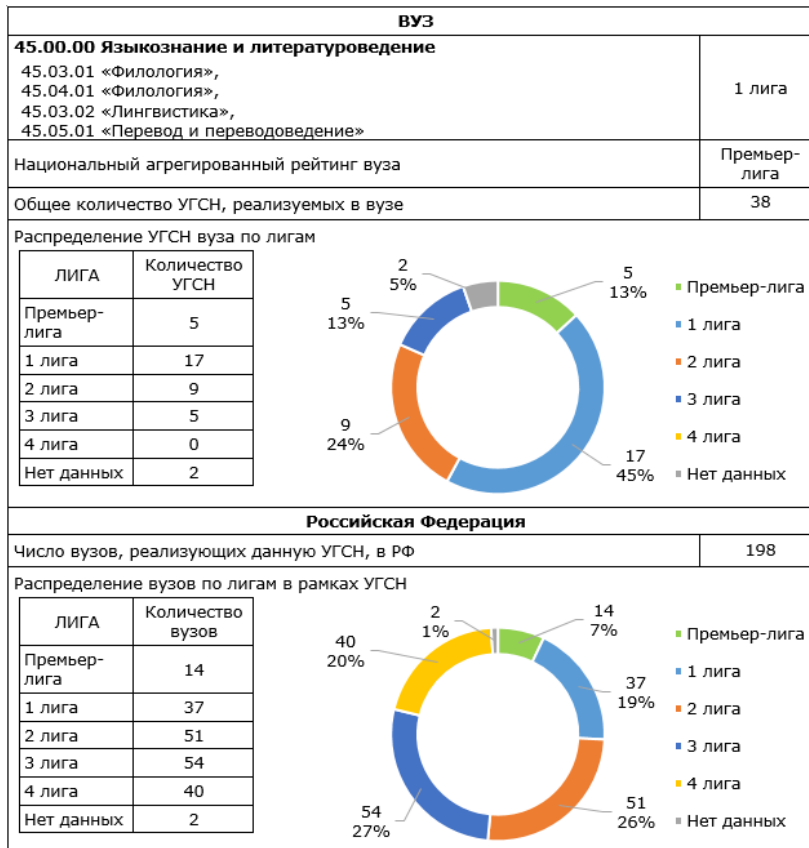 ВУЗ
45.00.00 Языкознание и литературоведение
45.03.01 «Филология»,
45.04.01 «Филология»,
45.03.02 «Лингвистика»,
45.05.01 «Перевод и переводоведение»
1 лига
Национальный агрегированный рейтинг вуза
Премьер-
лига
Общее количество УГСН, реализуемых в вузе
38
Распределение УГСН вуза по лигам
ЛИГА
Количество
УГСН
Премьер-
лига
5
1 лига
17
2 лига
9
3 лига
5
4 лига
0
Нет данных
2
2
5%
5
13%
5
13%
9
24%
17
45%
Премьер-лига
1 лига
2 лига
3 лига
4 лига
Нет данных
Российская Федерация
Число вузов, реализующих данную УГСН, в РФ
198
Распределение вузов по лигам в рамках УГСН
ЛИГА
Количество
вузов
Премьер-
лига
14
1 лига
37
2 лига
51
3 лига
54
4 лига
40
Нет данных
2
2
1%
14
7%
40
20%
37
19%
54
27%
51
26%
Премьер-лига
1 лига
2 лига
3 лига
4 лига
Нет данных